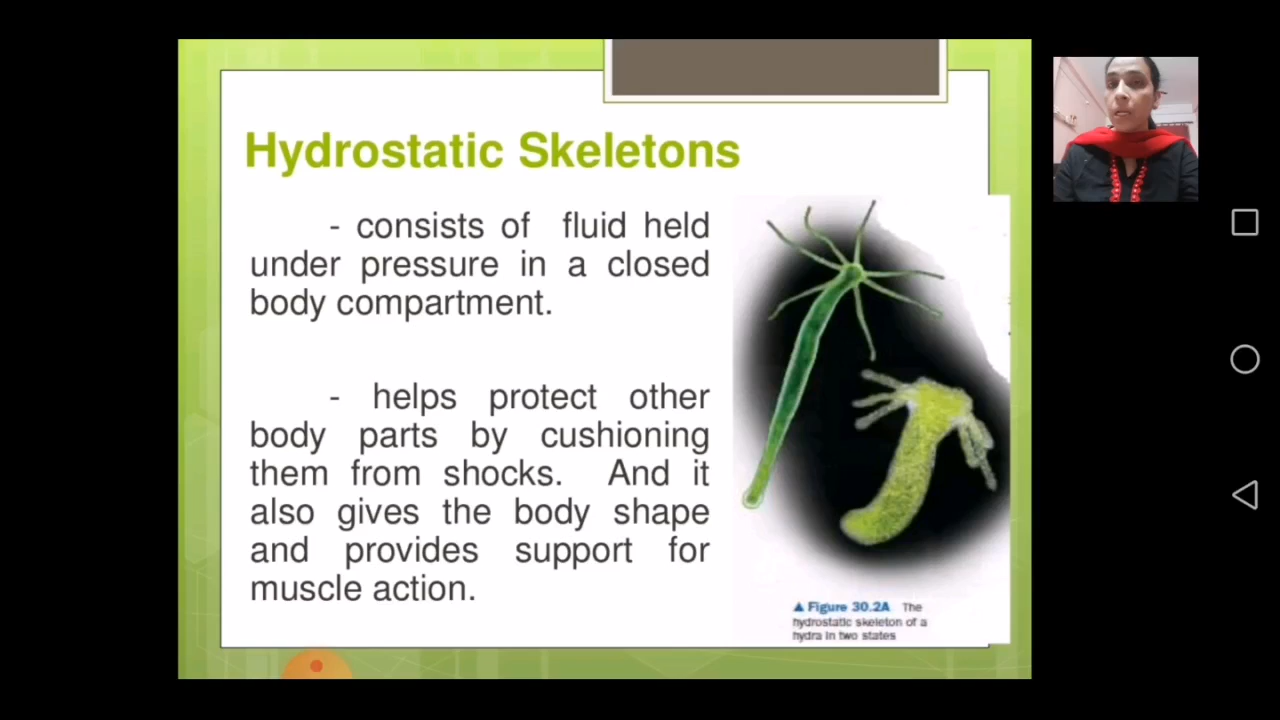 Hydrostatic Skeletons
- consists of fluid held
under pressure in a closed
body compartment.
- helps protect other
body parts by cushioning
them from shocks. And it
also gives the body shape
and provides support for
muscle action.
▲ Figure 30.2A The
hydrostatic skeleton of a
hydra in two states